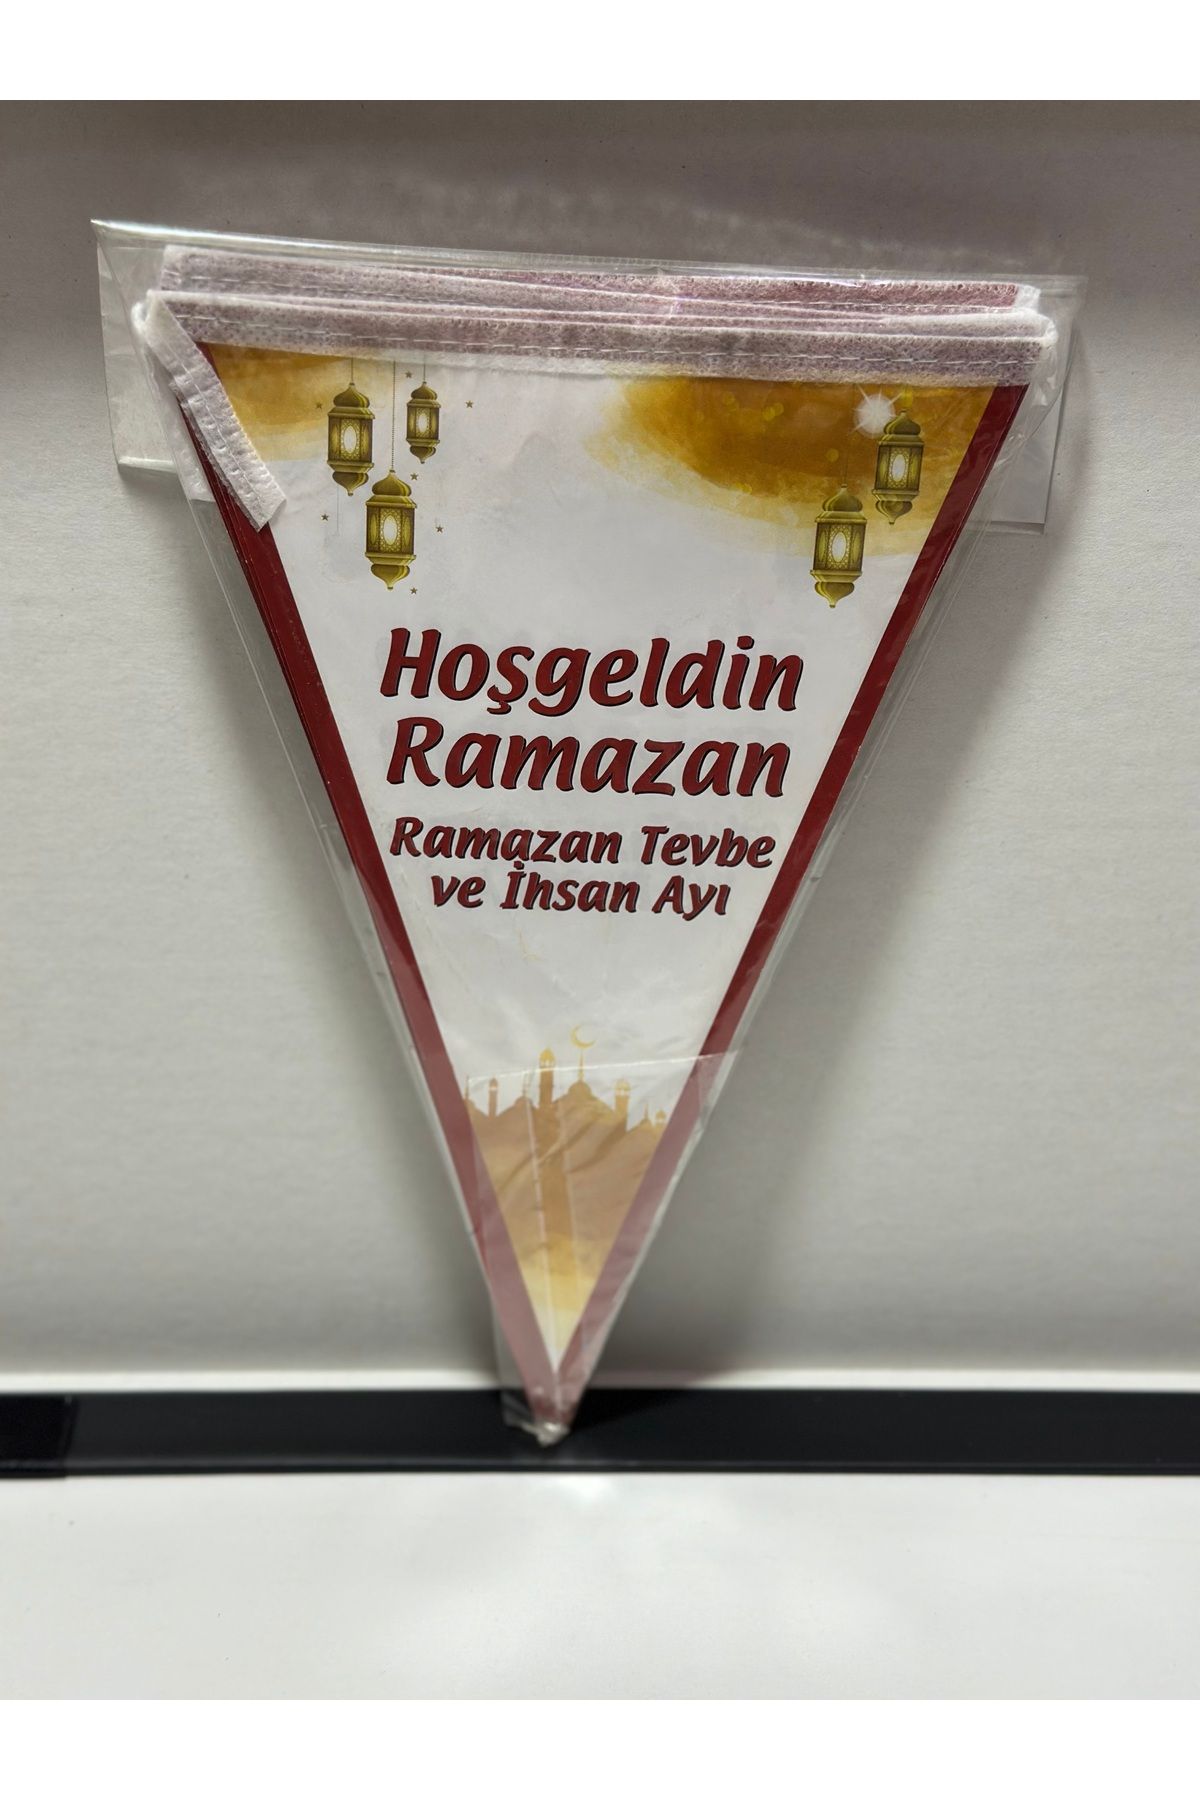 Hoşgeldin
Ramazan
Ramazan Tevbe
ve İhsan Ayı